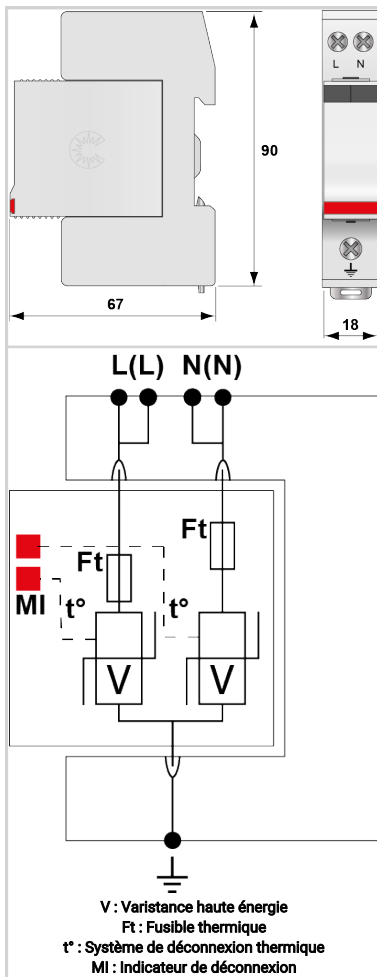 L N
90
67
18
L(L) N(N)
Ft
Ft
MI t° t°
V V
V : Varistance haute énergie
Ft : Fusible thermique
t° : Système de déconnexion thermique
MI : Indicateur de déconnexion